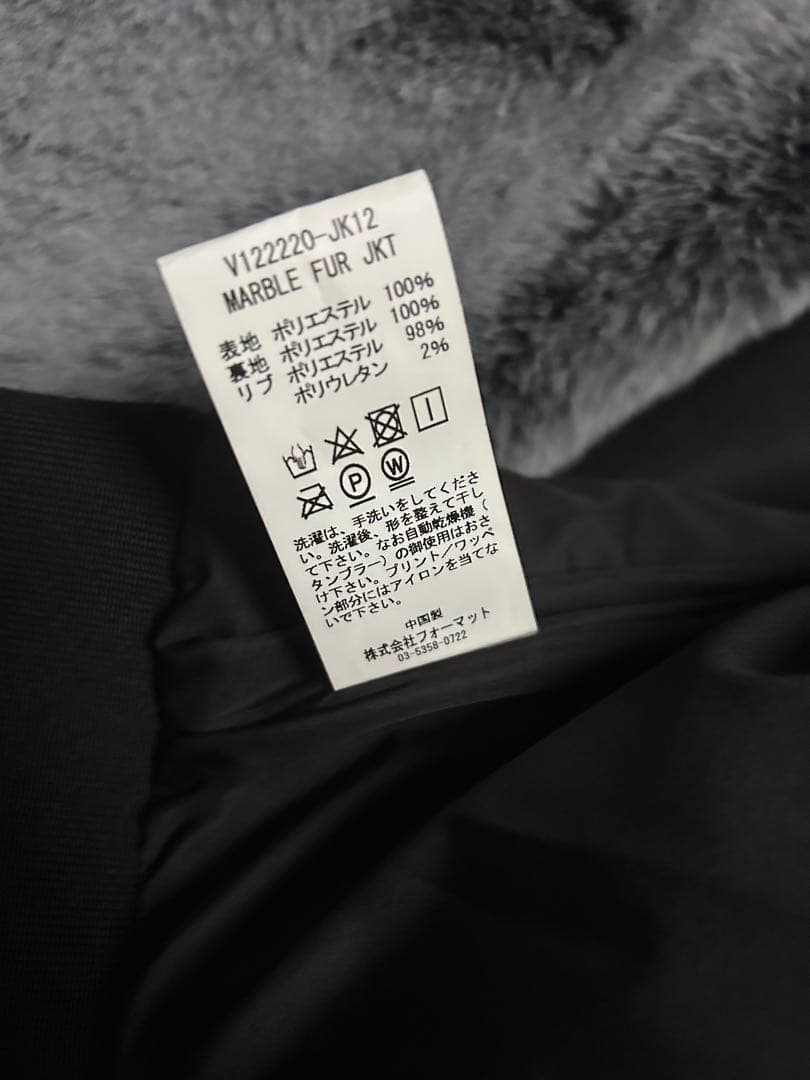 V122220-JK12
MARBLE FUR JKT
表地 ポリエステル 100%
裏地 ポリエステル 100%
リブ ポリエステル 98%
ポリウレタン 2%
P W
洗濯は、手洗いをしてくださ
い。洗濯後、形を整えて干し
て下さい。なお自動乾燥機(
タンブラー)の御使用はおさ
け下さい。プリント/ワッペ
ン部分にはアイロンを当てな
いで下さい。
中国製
株式会社フォーマット
03-5358-0722